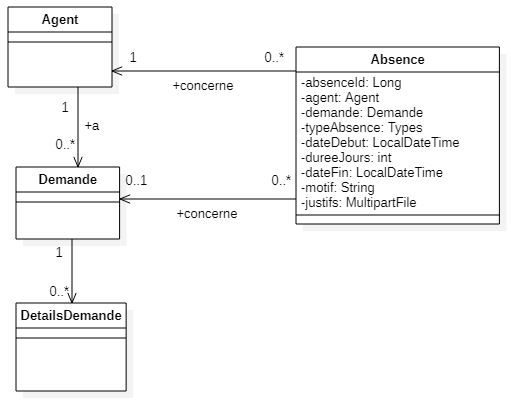 Agent
Absence
1
0..*
+concerne
-absenceId: Long
-agent: Agent
-demande: Demande
-typeAbsence: Types
-dateDebut: LocalDateTime
-dureeJours: int
-dateFin: LocalDateTime
-motif: String
-justifs: MultipartFile
1
+a
0..*
Demande
0..1
0..*
+concerne
1
0..*
DetailsDemande